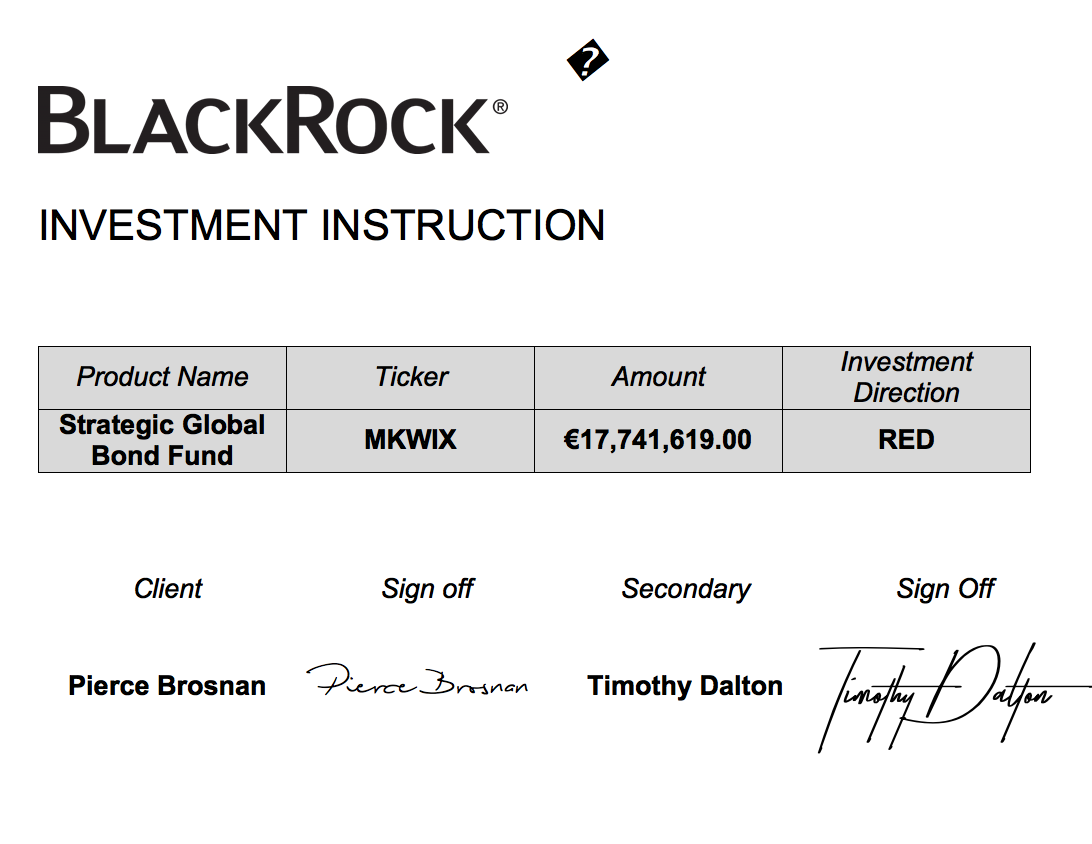 �
BLACKROCK®
INVESTMENT INSTRUCTION
Product Name Ticker Amount Investment Direction
Strategic Global Bond Fund MKWIX €17,741,619.00 RED
Client Sign off Secondary Sign Off
Pierce Brosnan Pierce Brosnan Timothy Dalton Timothy Dalton